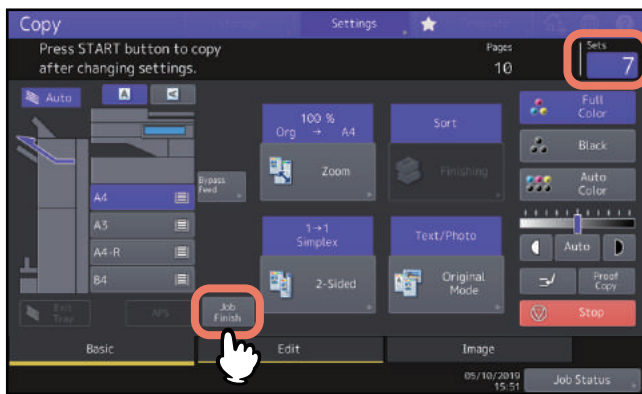 Copy
Settings
Press START button to copy
after changing settings.
Pages
10
Sets
7
Auto
A
A
100 %
Org → A4
Sort
Full
Color
Zoom
Finishing
Black
Bypass
Feed
Auto
Color
A4
A3
A4-R
B4
1→1
Simplex
Text/Photo
Auto
2-Sided
Original
Mode
Proof
Copy
Exit
Tray
APS
Job
Finish
Stop
Basic
Edit
Image
05/10/2019
15:51
Job Status